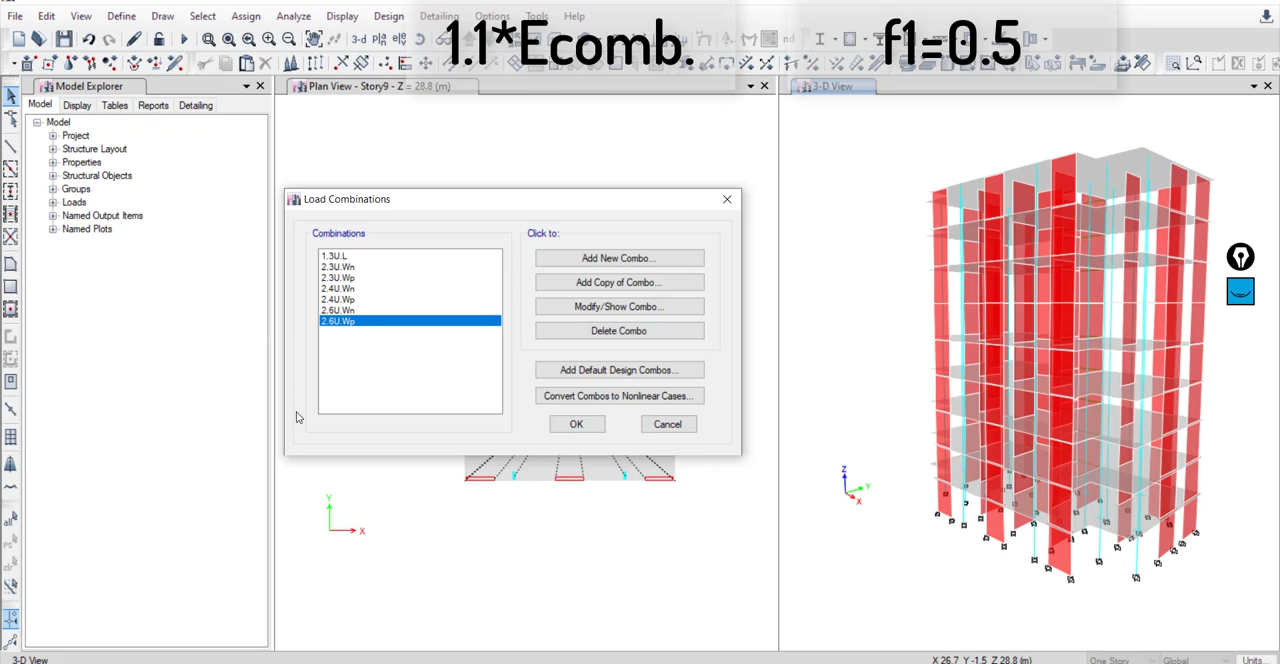 File Edit View Define Draw Select Assign Analyze Display Design Detailing Options Tools Help
1.1*Ecomb. f1=0.5
3-d
nd
Model Explorer
Model Display Tables Reports Detailing
Model
Project
Structure Layout
Properties
Structural Objects
Groups
Loads
Named Output Items
Named Plots
Plan View - Story9 - Z = 28.8 (m)
3-D View
Load Combinations
Combinations
1.3U.L
2.3U.Wn
2.3U.Wp
2.4U.Wn
2.4U.Wp
2.6U.Wn
2.6U.Wp
Click to:
Add New Combo...
Add Copy of Combo...
Modify/Show Combo...
Delete Combo
Add Default Design Combos...
Convert Combos to Nonlinear Cases...
OK Cancel
Y
X
Z
Y
X
all
clr
3-D View
X 26.7 Y -1.5 Z 28.8 (m)
One Story
Global
Units...